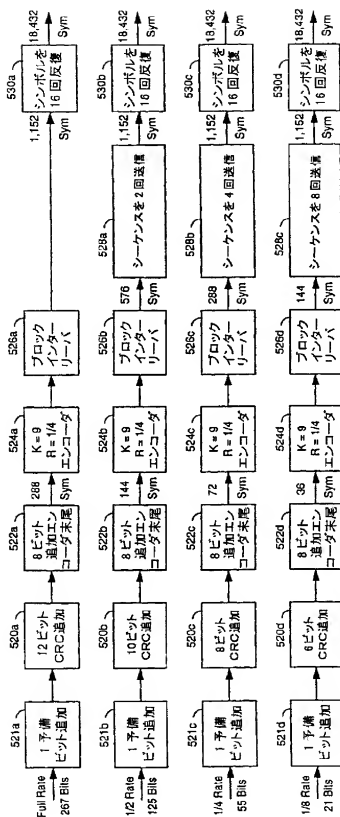 Full Rate
267 Bits
521a
1 予備
ビット追加
520a
12 ビット
CRC追加
522a
8 ビット
追加エン
コーダ末尾
288
Sym
524a
K = 9
R = 1/4
エンコーダ
526a
ブロック
インター
リーバ
1,152
Sym
530a
シンボルを
16 回反復
18,432
Sym
1/2 Rate
125 Bits
521b
1 予備
ビット追加
520b
10 ビット
CRC追加
522b
8 ビット
追加エン
コーダ末尾
144
Sym
524b
K = 9
R = 1/4
エンコーダ
526b
ブロック
インター
リーバ
576
Sym
528a
シーケンスを 2 回送信
1,152
Sym
530b
シンボルを
16 回反復
18,432
Sym
1/4 Rate
55 Bits
521c
1 予備
ビット追加
520c
8 ビット
CRC追加
522c
8 ビット
追加エン
コーダ末尾
72
Sym
524c
K = 9
R = 1/4
エンコーダ
526c
ブロック
インター
リーバ
288
Sym
528b
シーケンスを 4 回送信
1,152
Sym
530c
シンボルを
16 回反復
18,432
Sym
1/8 Rate
21 Bits
521d
1 予備
ビット追加
520d
6 ビット
CRC追加
522d
8 ビット
追加エン
コーダ末尾
36
Sym
524d
K = 9
R = 1/4
エンコーダ
526d
ブロック
インター
リーバ
144
Sym
528c
シーケンスを 8 回送信
1,152
Sym
530d
シンボルを
16 回反復
18,432
Sym